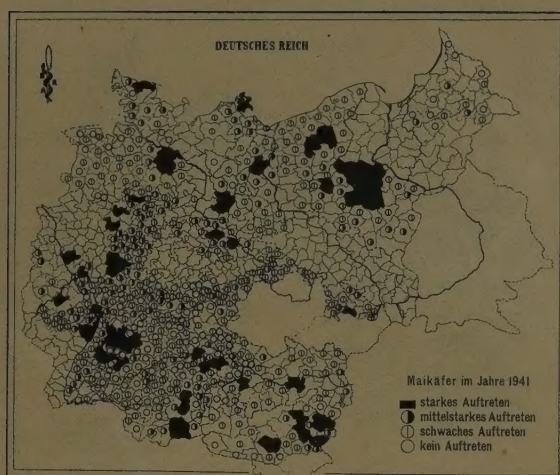 DEUTSCHES REICH
Maikäfer im Jahre 1941
starkes Auftreten
mittelstarkes Auftreten
schwaches Auftreten
kein Auftreten